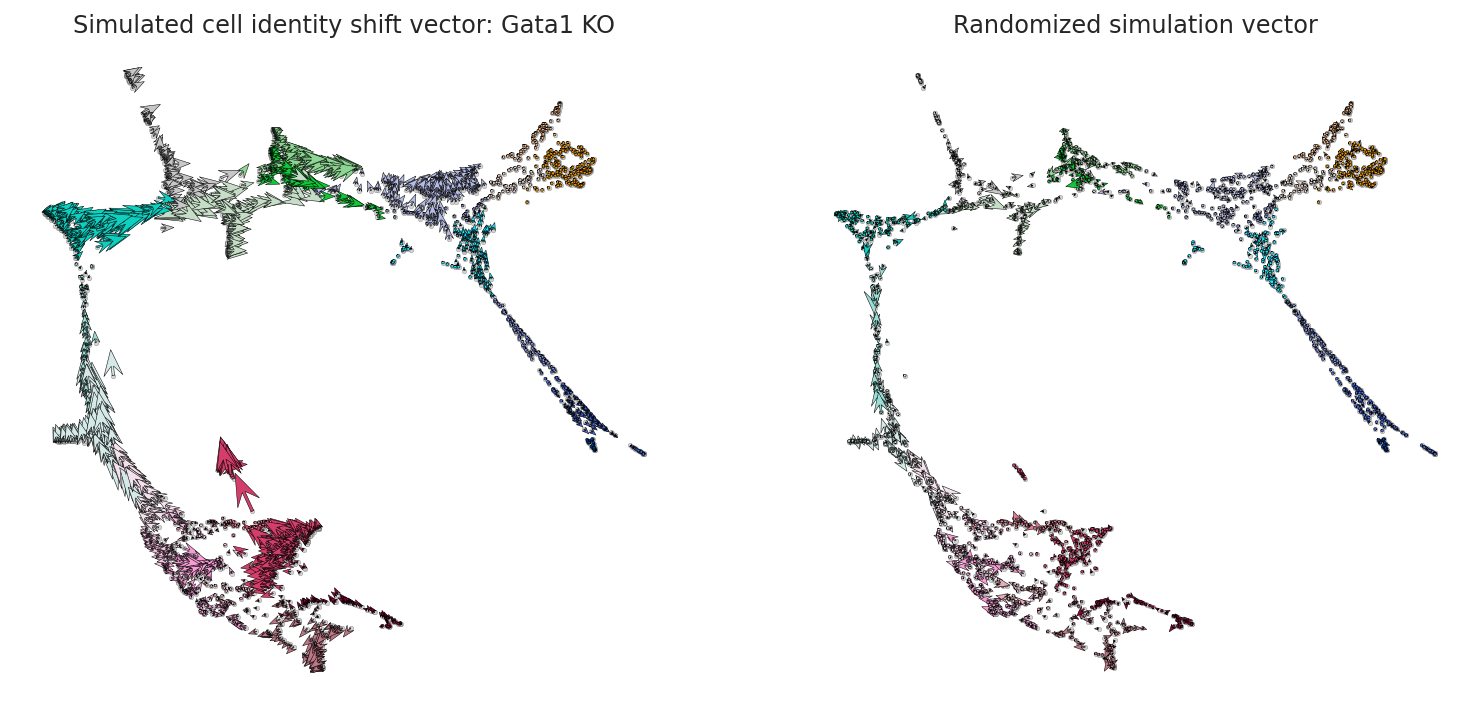 Simulated cell identity shift vector: Gata1 KO
Randomized simulation vector